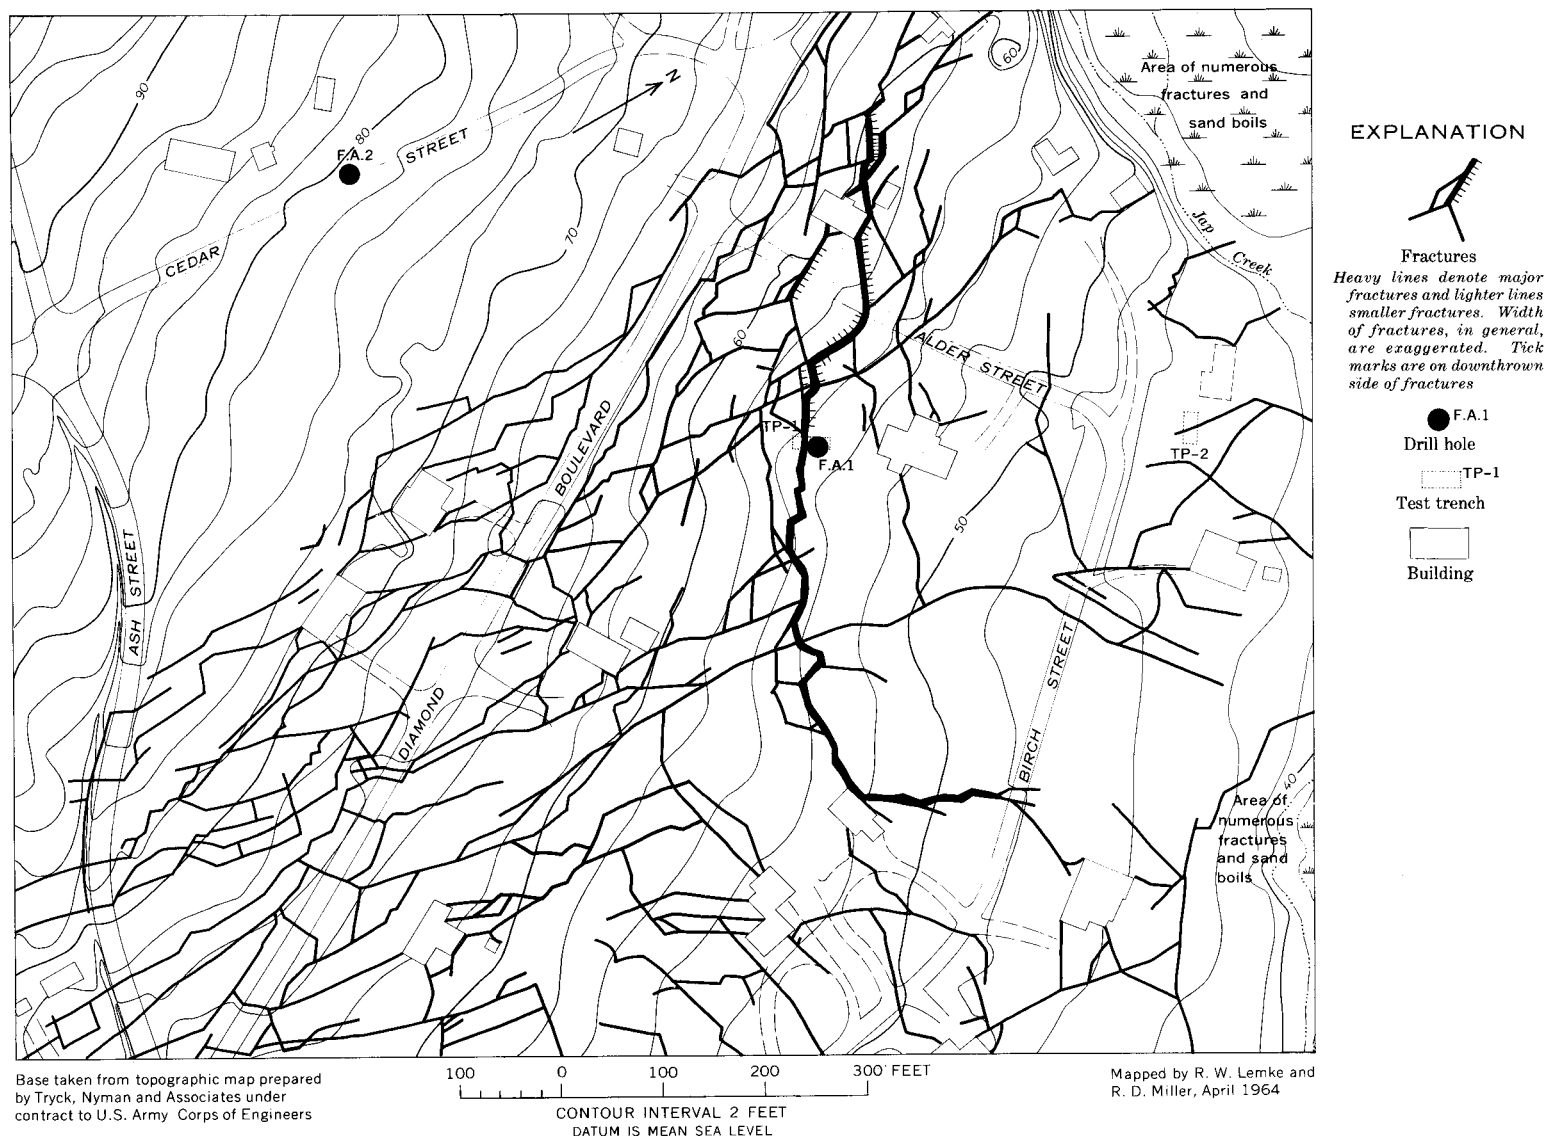 Area of numerous
fractures and
sand boils
60
N
90
80
F.A.2
STREET
CEDAR
70
Jap
Creek
60
ALDER STREET
TP-1
F.A.1
BOULEVARD
TP-2
50
ASH STREET
DIAMOND
BIRCH STREET
40
Area of
numerous
fractures
and sand
boils
EXPLANATION
Fractures
Heavy lines denote major
fractures and lighter lines
smaller fractures. Width
of fractures, in general,
are exaggerated. Tick
marks are on downthrown
side of fractures
F.A.1
Drill hole
TP-1
Test trench
Building
Base taken from topographic map prepared
by Tryck, Nyman and Associates under
contract to U.S. Army Corps of Engineers
100 0 100 200 300 FEET
CONTOUR INTERVAL 2 FEET
DATUM IS MEAN SEA LEVEL
Mapped by R. W. Lemke and
R. D. Miller, April 1964